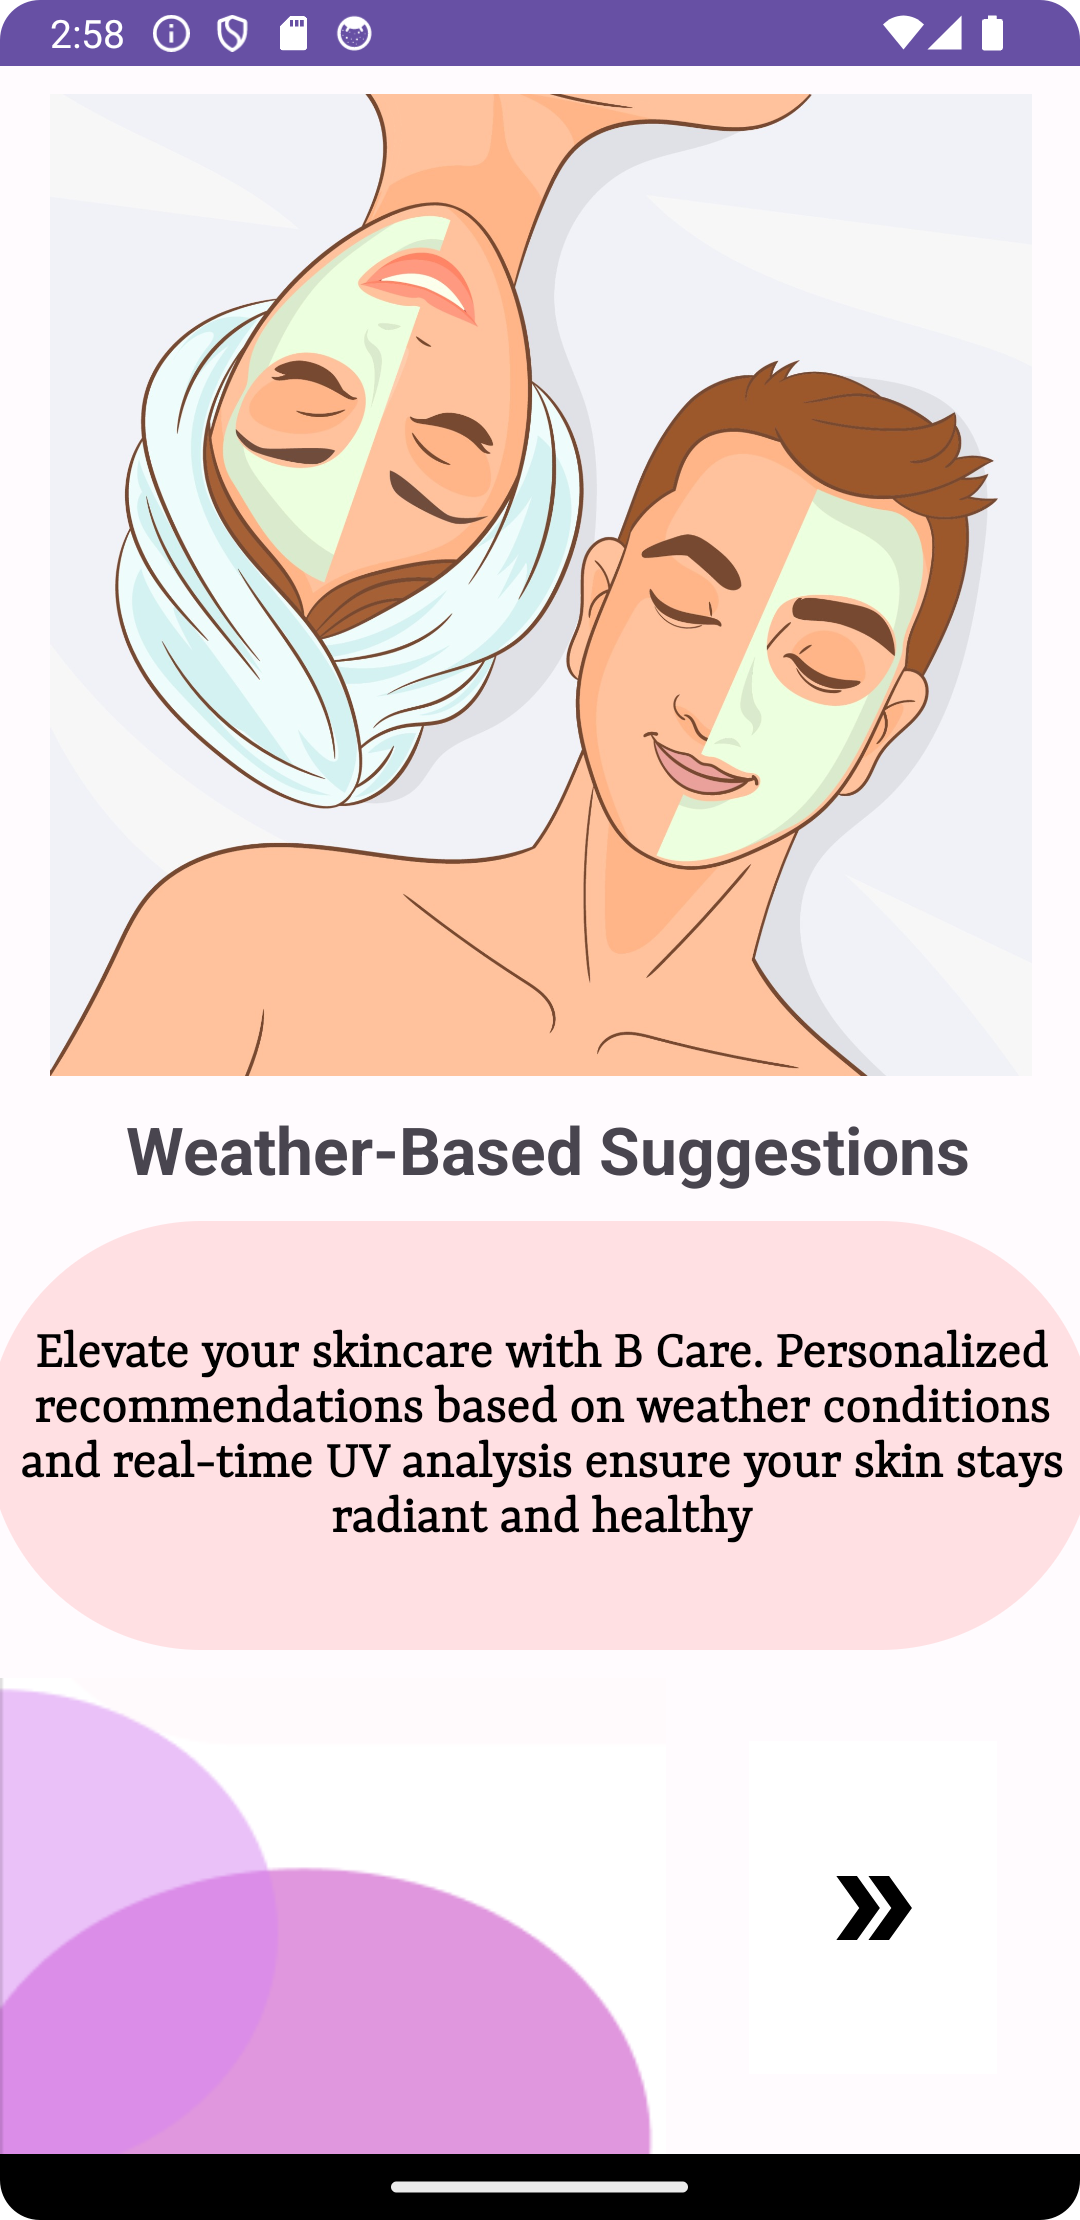 2:58
Weather-Based Suggestions
Elevate your skincare with B Care. Personalized
recommendations based on weather conditions
and real-time UV analysis ensure your skin stays
radiant and healthy